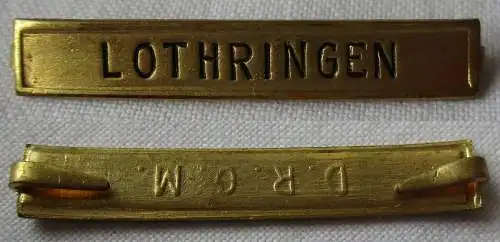 LOTHRINGEN
D. R. G. M.